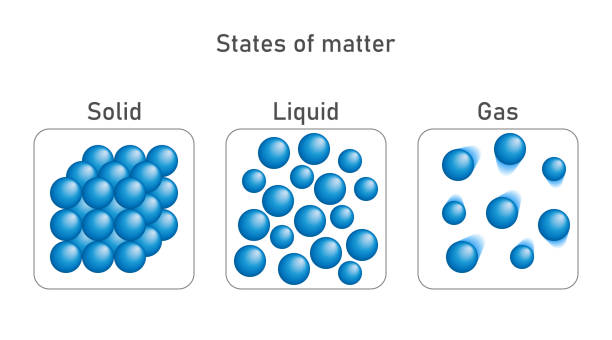 States of matter
Solid
Liquid
Gas